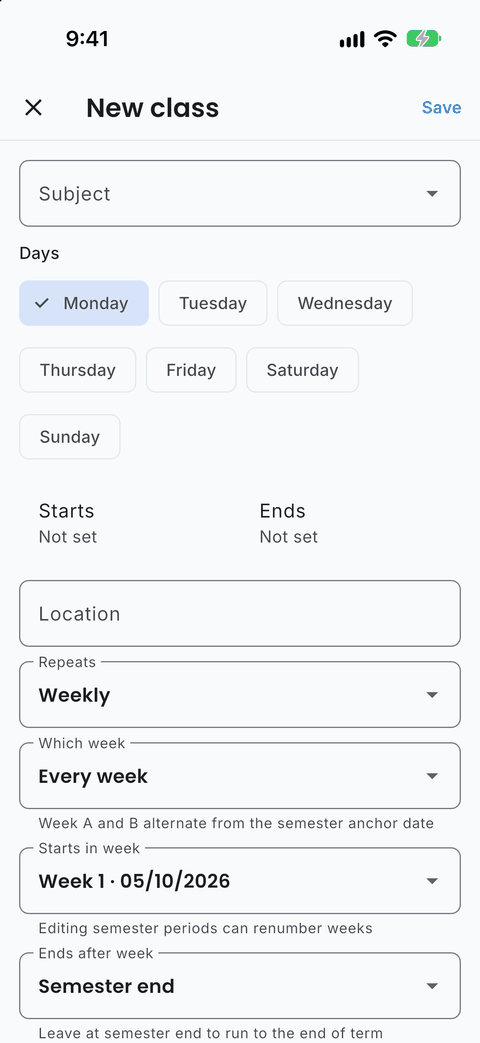 9:41
New class
Save
Subject
Days
Monday
Tuesday
Wednesday
Thursday
Friday
Saturday
Sunday
Starts
Ends
Not set
Not set
Location
Repeats
Weekly
Which week
Every week
Week A and B alternate from the semester anchor date
Starts in week
Week 1 · 05/10/2026
Editing semester periods can renumber weeks
Ends after week
Semester end
Leave at semester end to run to the end of term